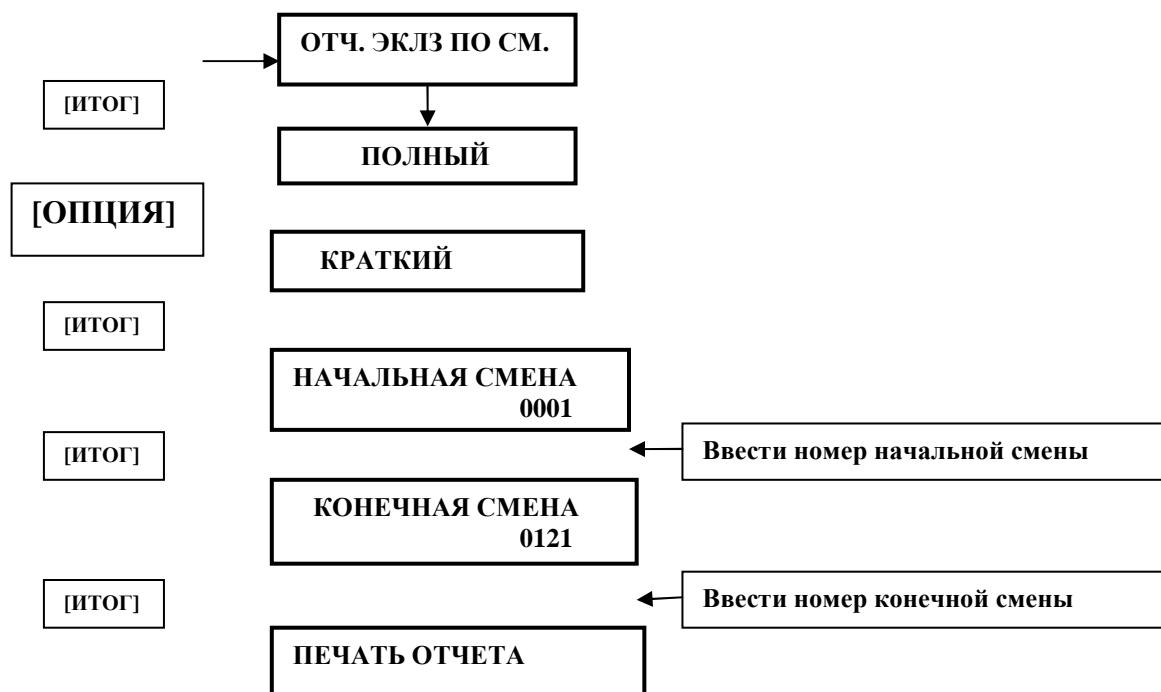 ОТЧ. ЭКЛЗ ПО СМ.
[ИТОГ]
ПОЛНЫЙ
[ОПЦИЯ]
КРАТКИЙ
[ИТОГ]
НАЧАЛЬНАЯ СМЕНА
0001
[ИТОГ]
Ввести номер начальной смены
КОНЕЧНАЯ СМЕНА
0121
[ИТОГ]
Ввести номер конечной смены
ПЕЧАТЬ ОТЧЕТА